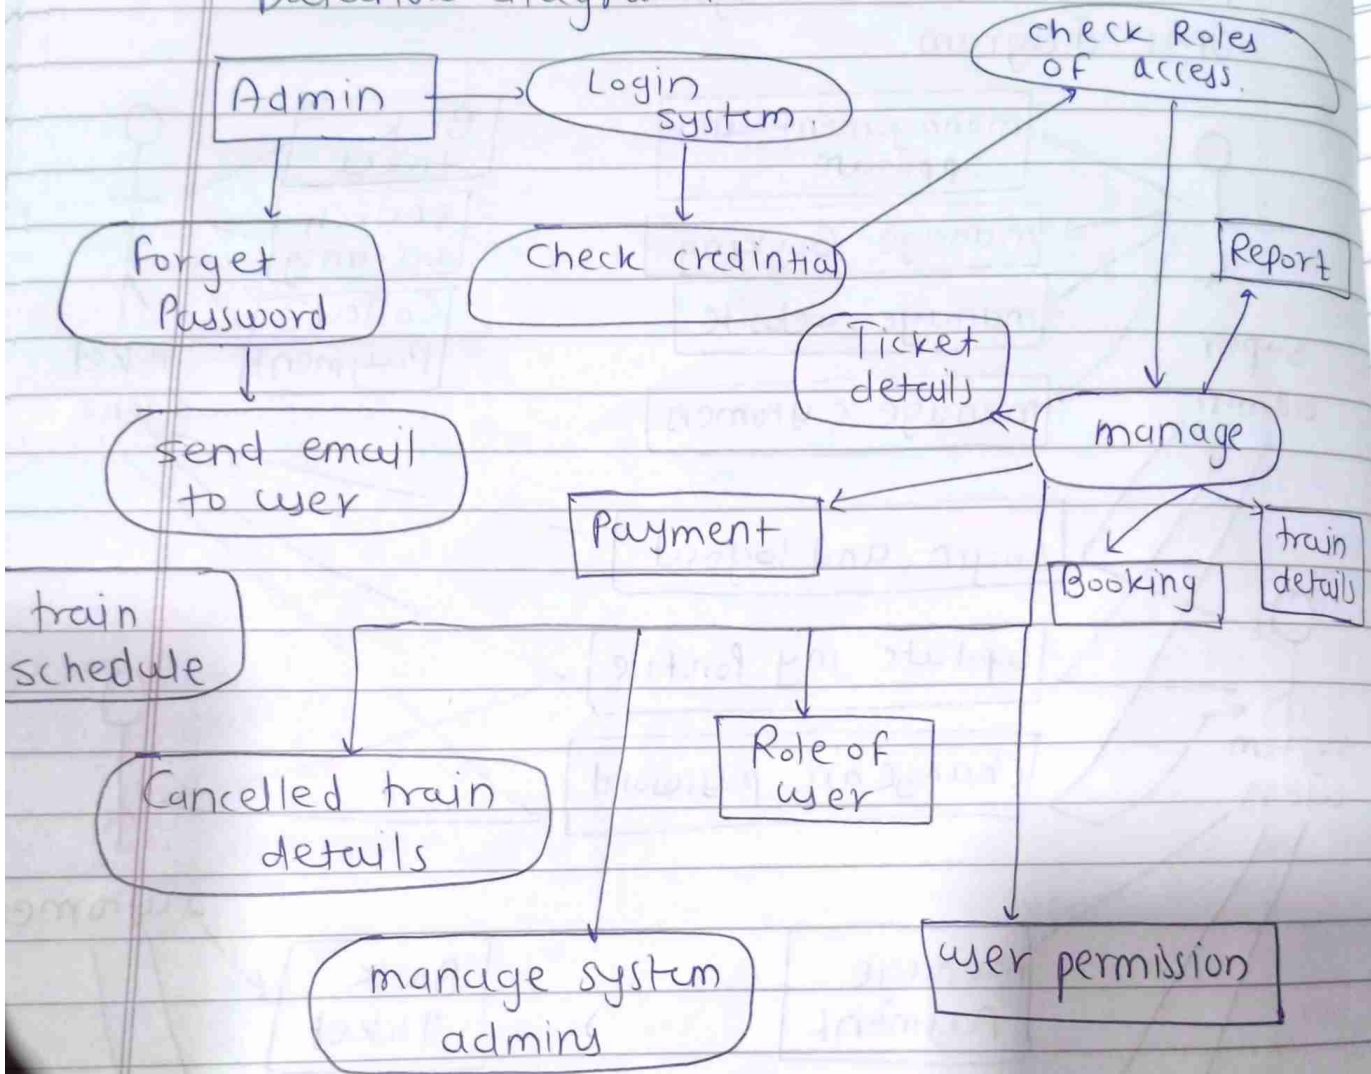 diagram
Admin
Login
system
check Roles
of access.
forget
Password
Check credintial
Report
Ticket
details
manage
send email
to user
Payment
Booking
train
details
train
schedule
Role of
user
Cancelled train
details
user permission
manage system
admins